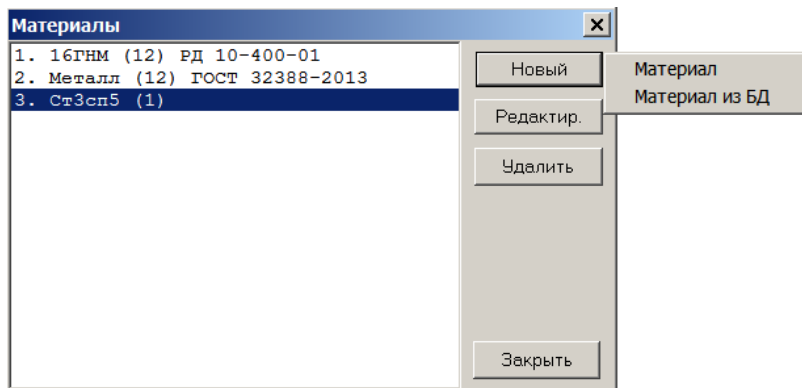 Материалы
1. 16ГНМ (12) РД 10-400-01
2. Металл (12) ГОСТ 32388-2013
3. Ст3сп5 (1)
Новый
Редактир.
Удалить
Закрыть
Материал
Материал из БД